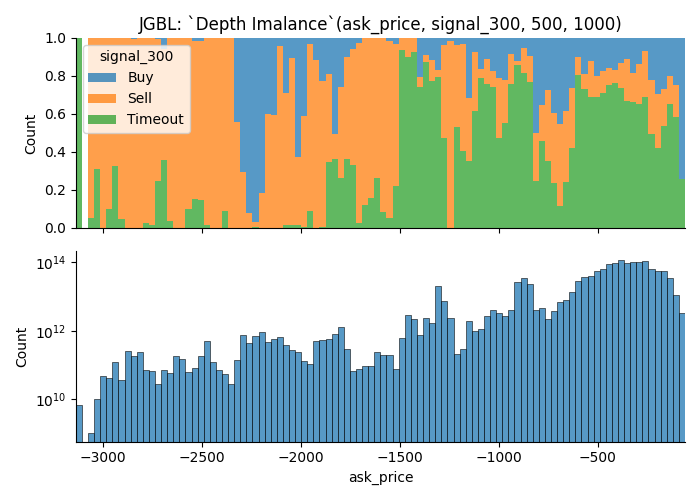 JGBL: `Depth Imalance`(ask_price, signal_300, 500, 1000)
Count
1.0
0.8
0.6
0.4
0.2
0.0
signal_300
Buy
Sell
Timeout
Count
10^14
10^12
10^10
−3000 −2500 −2000 −1500 −1000 −500
ask_price